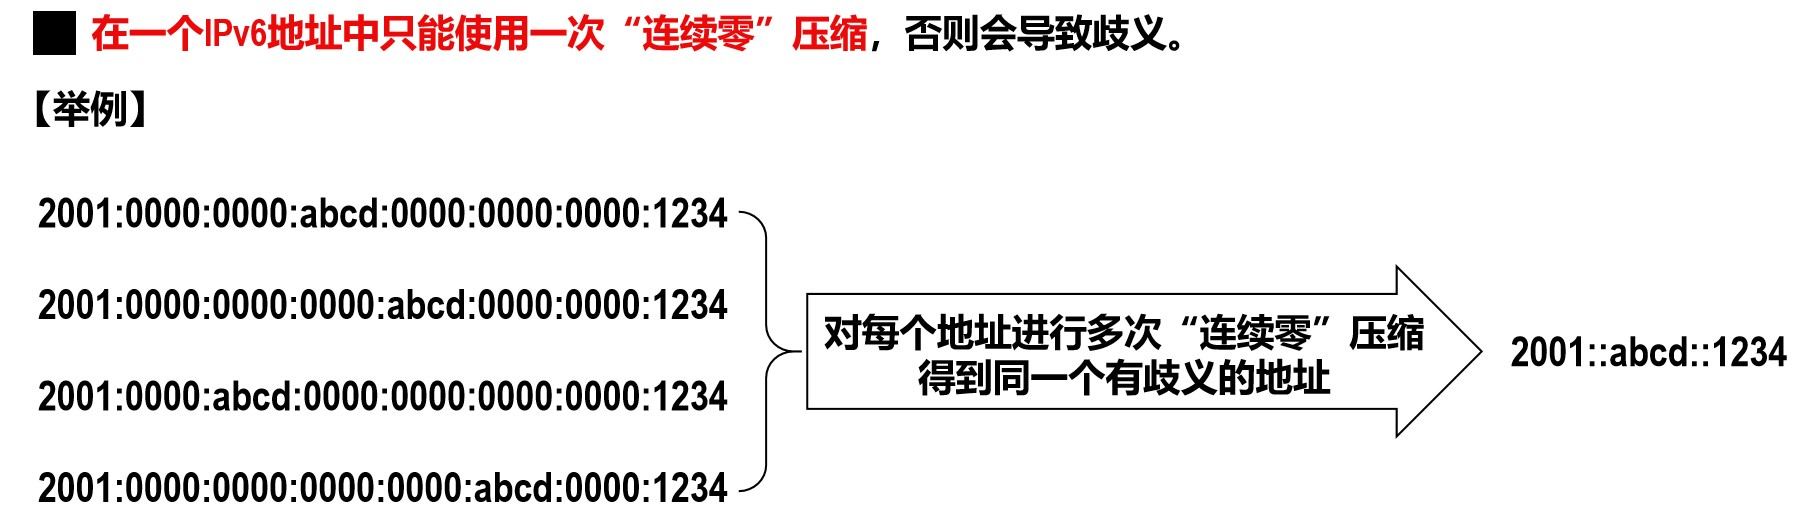 在一个IPv6地址中只能使用一次“连续零”压缩，否则会导致歧义。
【举例】
2001:0000:0000:abcd:0000:0000:0000:1234
2001:0000:0000:0000:abcd:0000:0000:1234
2001:0000:abcd:0000:0000:0000:0000:1234
2001:0000:0000:0000:0000:abcd:0000:1234
对每个地址进行多次“连续零”压缩
得到同一个有歧义的地址
2001::abcd::1234